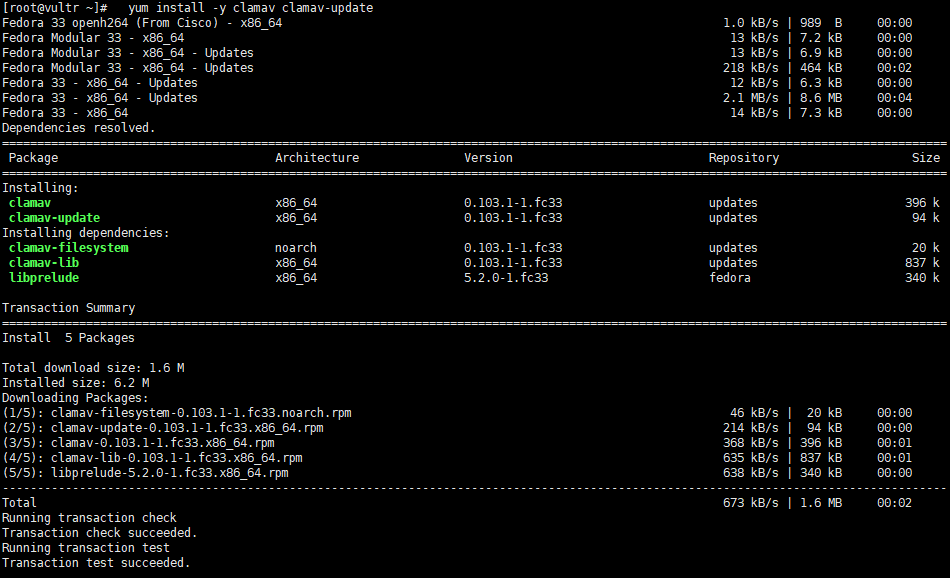 [root@vultr ~]#   yum install -y clamav clamav-update
Fedora 33 openh264 (From Cisco) - x86_64                                1.0 kB/s | 989  B     00:00
Fedora Modular 33 - x86_64                                               13 kB/s | 7.2 kB     00:00
Fedora Modular 33 - x86_64 - Updates                                     13 kB/s | 6.9 kB     00:00
Fedora Modular 33 - x86_64 - Updates                                    218 kB/s | 464 kB     00:02
Fedora 33 - x86_64 - Updates                                             12 kB/s | 6.3 kB     00:00
Fedora 33 - x86_64 - Updates                                            2.1 MB/s | 8.6 MB     00:04
Fedora 33 - x86_64                                                       14 kB/s | 7.3 kB     00:00
Dependencies resolved.
=======================================================================================================================================
 Package                               Architecture               Version                            Repository                   Size
=======================================================================================================================================
Installing:
 clamav                                x86_64                     0.103.1-1.fc33                     updates                     396 k
 clamav-update                         x86_64                     0.103.1-1.fc33                     updates                      94 k
Installing dependencies:
 clamav-filesystem                     noarch                     0.103.1-1.fc33                     updates                      20 k
 clamav-lib                            x86_64                     0.103.1-1.fc33                     updates                     837 k
 libprelude                            x86_64                     5.2.0-1.fc33                       fedora                      340 k
Transaction Summary
=======================================================================================================================================
Install  5 Packages
Total download size: 1.6 M
Installed size: 6.2 M
Downloading Packages:
(1/5): clamav-filesystem-0.103.1-1.fc33.noarch.rpm                       46 kB/s |  20 kB     00:00
(2/5): clamav-update-0.103.1-1.fc33.x86_64.rpm                          214 kB/s |  94 kB     00:00
(3/5): clamav-0.103.1-1.fc33.x86_64.rpm                                 368 kB/s | 396 kB     00:01
(4/5): clamav-lib-0.103.1-1.fc33.x86_64.rpm                             635 kB/s | 837 kB     00:01
(5/5): libprelude-5.2.0-1.fc33.x86_64.rpm                               638 kB/s | 340 kB     00:00
---------------------------------------------------------------------------------------------------------------------------------------
Total                                                                   673 kB/s | 1.6 MB     00:02
Running transaction check
Transaction check succeeded.
Running transaction test
Transaction test succeeded.